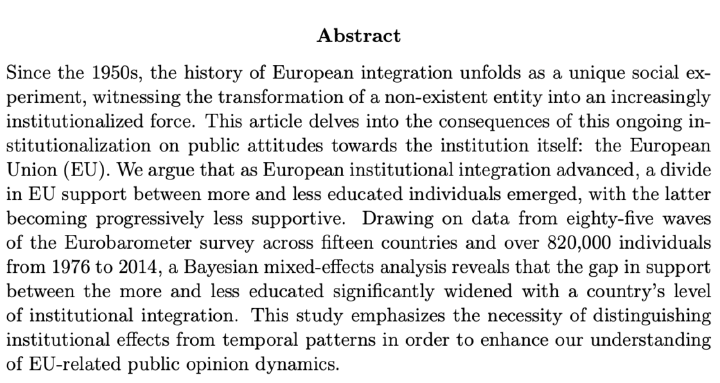 Abstract
Since the 1950s, the history of European integration unfolds as a unique social ex-
periment, witnessing the transformation of a non-existent entity into an increasingly
institutionalized force. This article delves into the consequences of this ongoing in-
stitutionalization on public attitudes towards the institution itself: the European
Union (EU). We argue that as European institutional integration advanced, a divide
in EU support between more and less educated individuals emerged, with the latter
becoming progressively less supportive. Drawing on data from eighty-five waves
of the Eurobarometer survey across fifteen countries and over 820,000 individuals
from 1976 to 2014, a Bayesian mixed-effects analysis reveals that the gap in support
between the more and less educated significantly widened with a country's level
of institutional integration. This study emphasizes the necessity of distinguishing
institutional effects from temporal patterns in order to enhance our understanding
of EU-related public opinion dynamics.